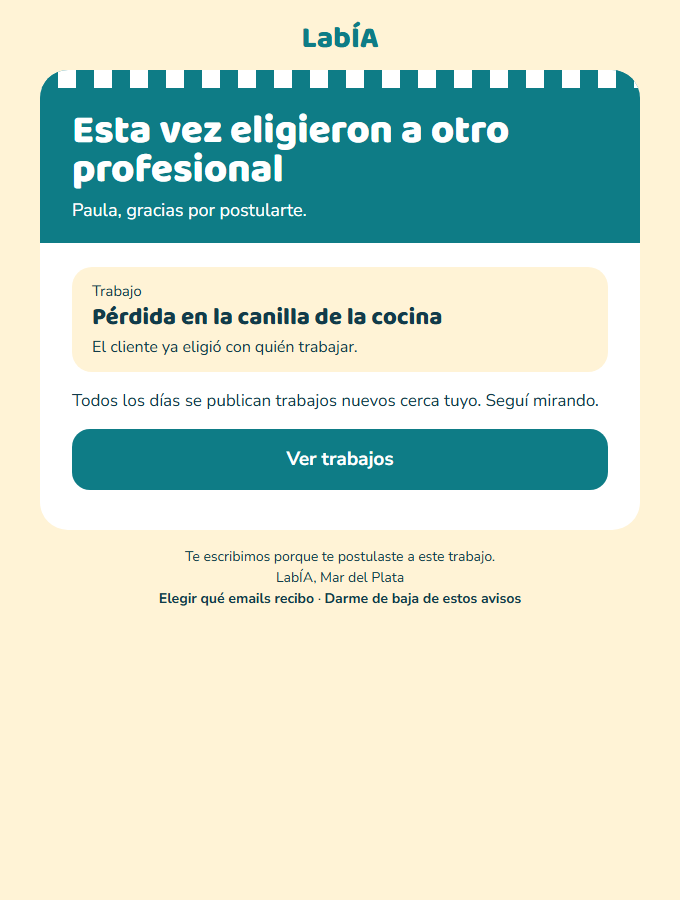 LabÍA
Esta vez eligieron a otro
profesional
Paula, gracias por postularte.
Trabajo
Pérdida en la canilla de la cocina
El cliente ya eligió con quién trabajar.
Todos los días se publican trabajos nuevos cerca tuyo. Seguí mirando.
Ver trabajos
Te escribimos porque te postulaste a este trabajo.
LabÍA, Mar del Plata
Elegir qué emails recibo · Darme de baja de estos avisos